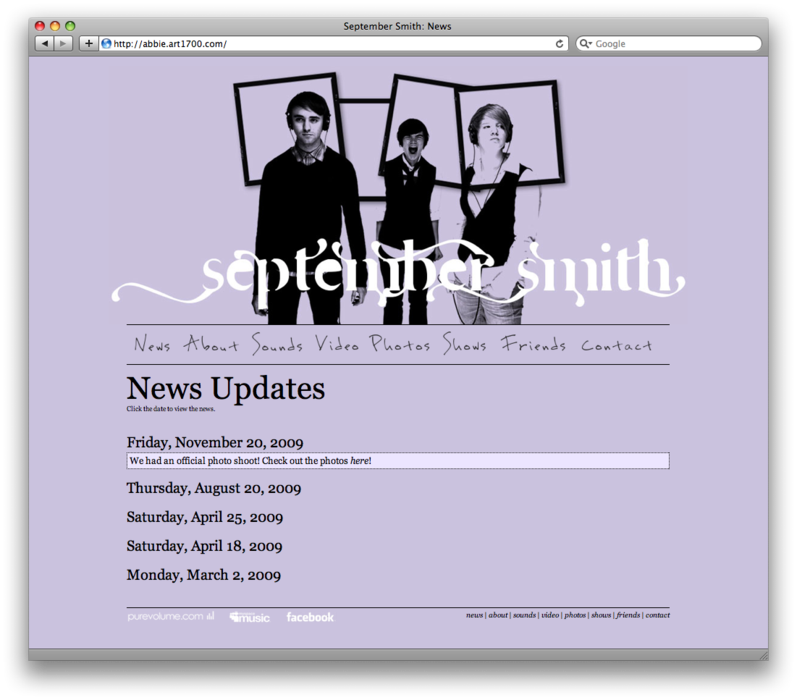 September Smith: News
http://abbie.art1700.com/
Google
september smith
News About Sounds Video Photos Shows Friends Contact
News Updates
Click the date to view the news.
Friday, November 20, 2009
We had an official photo shoot! Check out the photos here!
Thursday, August 20, 2009
Saturday, April 25, 2009
Saturday, April 18, 2009
Monday, March 2, 2009
purevolume.com music facebook news | about | sounds | video | photos | shows | friends | contact